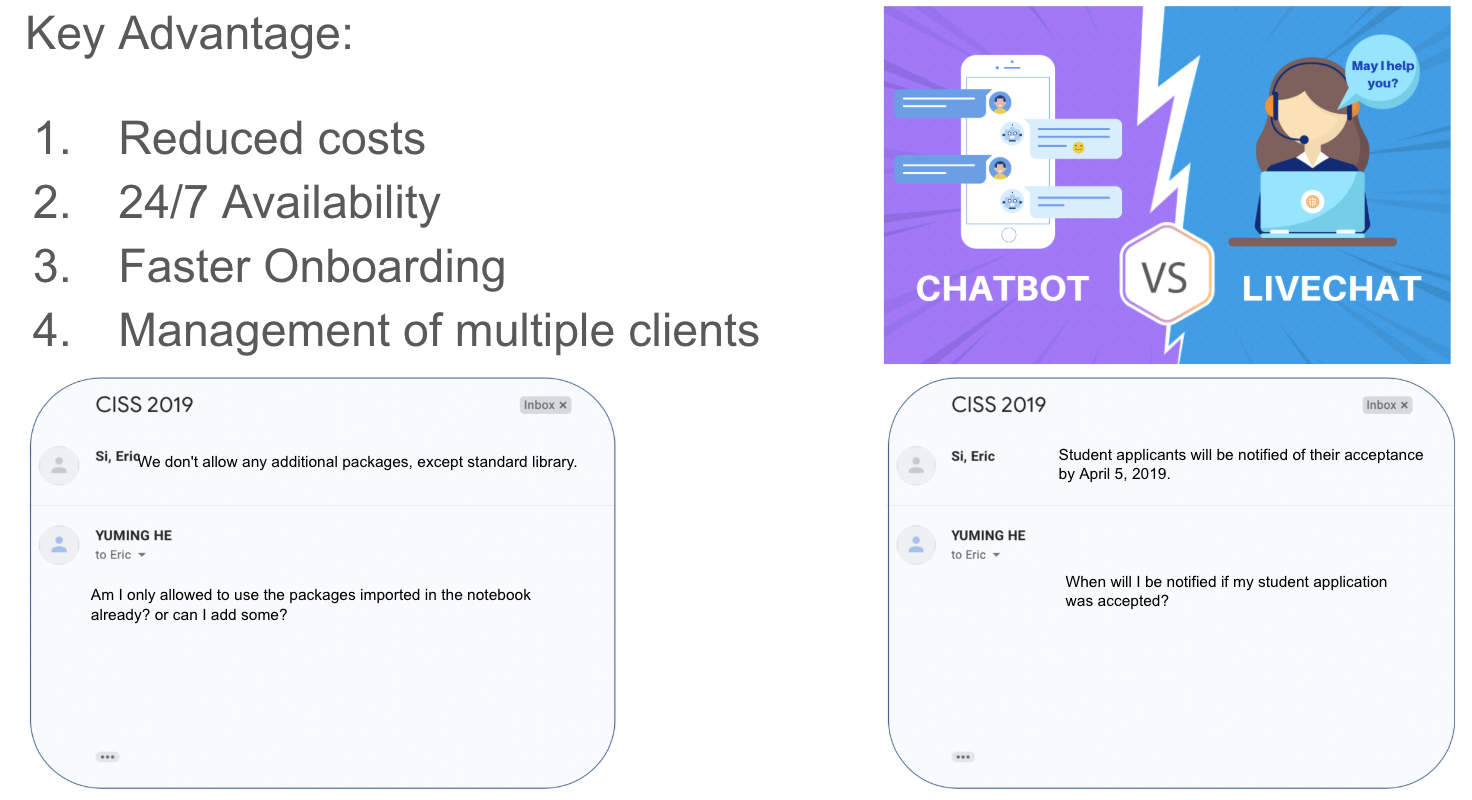 Key Advantage:
1. Reduced costs
2. 24/7 Availability
3. Faster Onboarding
4. Management of multiple clients
May I help
you?
CHATBOT
VS
LIVECHAT
CISS 2019
Inbox ×
Si, Eric
We don't allow any additional packages, except standard library.
YUMING HE
to Eric
Am I only allowed to use the packages imported in the notebook
already? or can I add some?
CISS 2019
Inbox ×
Si, Eric
Student applicants will be notified of their acceptance
by April 5, 2019.
YUMING HE
to Eric
When will I be notified if my student application
was accepted?